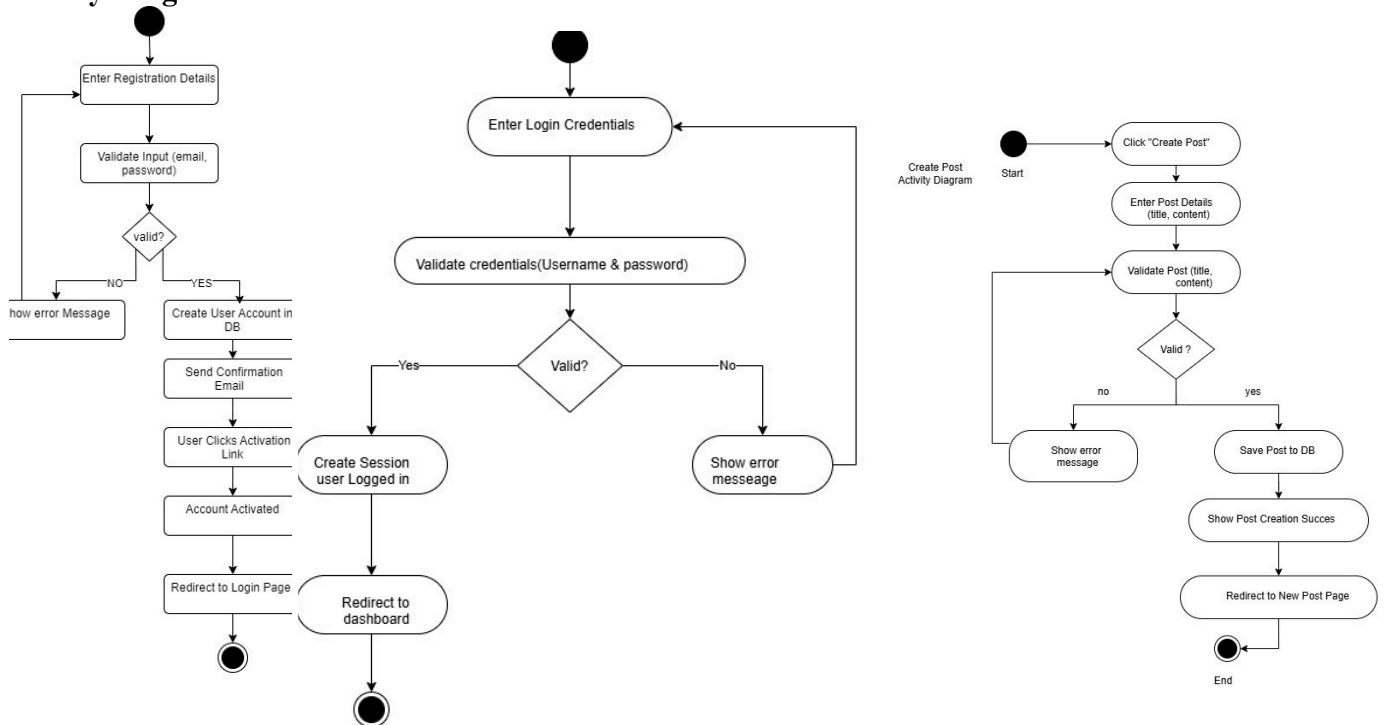 Enter Registration Details
Validate Input (email,
password)
valid?
NO
YES
how error Message
Create User Account in
DB
Send Confirmation
Email
User Clicks Activation
Link
Account Activated
Redirect to Login Page
Enter Login Credentials
Validate credentials(Username & password)
Valid?
Yes
No
Create Session
user Logged in
Show error
messeage
Redirect to
dashboard
Create Post
Activity Diagram
Start
Click "Create Post"
Enter Post Details
(title, content)
Validate Post (title,
content)
Valid ?
no
yes
Show error
message
Save Post to DB
Show Post Creation Succes
Redirect to New Post Page
End